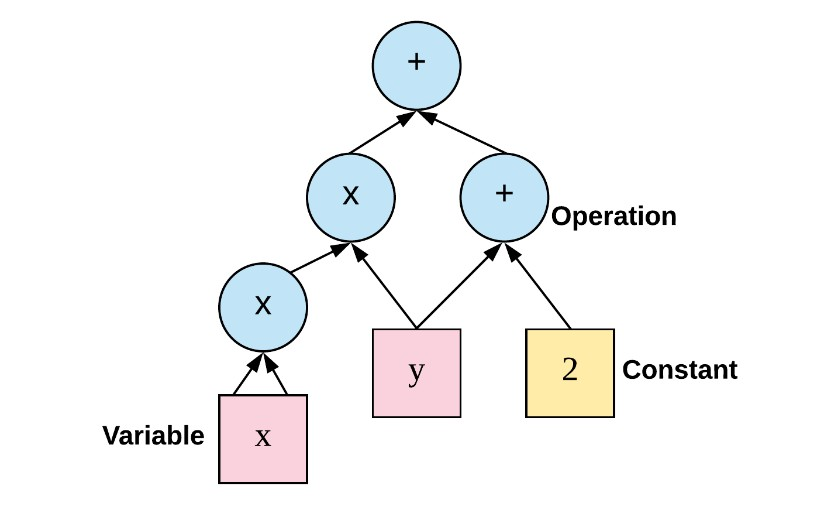 +
x
+
Operation
x
y
2
Constant
Variable
x